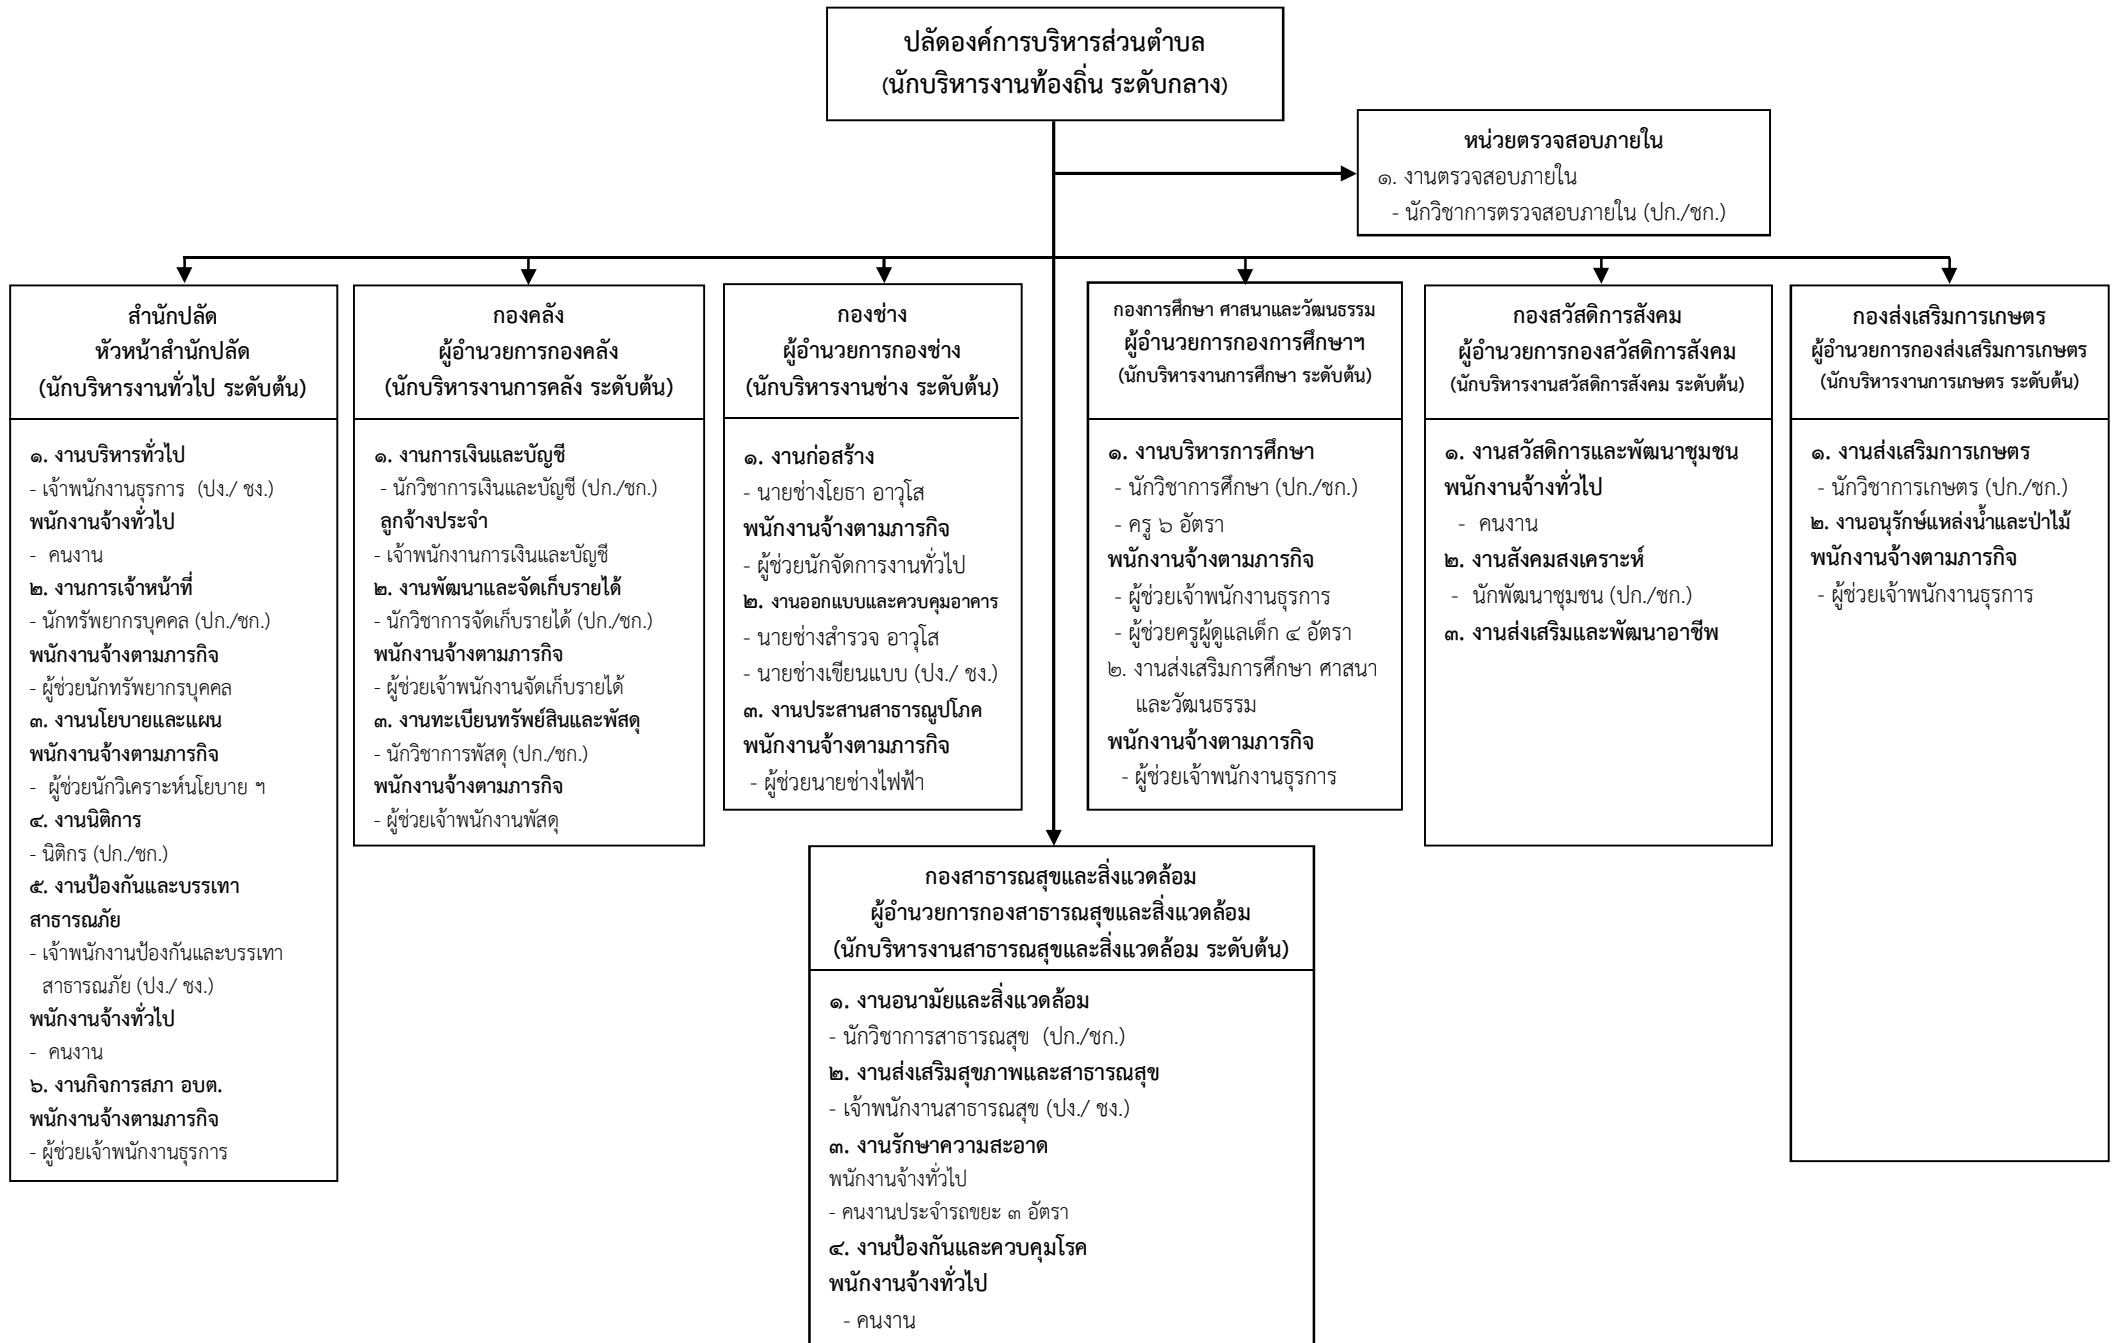 ปลัดองค์การบริหารส่วนตำบล
(นักบริหารงานท้องถิ่น ระดับกลาง)
หน่วยตรวจสอบภายใน
๑. งานตรวจสอบภายใน
- นักวิชาการตรวจสอบภายใน (ปก./ชก.)
สำนักปลัด
หัวหน้าสำนักปลัด
(นักบริหารงานทั่วไป ระดับต้น)
๑. งานบริหารทั่วไป
- เจ้าพนักงานธุรการ (ปง./ ชง.)
พนักงานจ้างทั่วไป
- คนงาน
๒. งานการเจ้าหน้าที่
- นักทรัพยากรบุคคล (ปก./ชก.)
พนักงานจ้างตามภารกิจ
- ผู้ช่วยนักทรัพยากรบุคคล
๓. งานนโยบายและแผน
พนักงานจ้างตามภารกิจ
- ผู้ช่วยนักวิเคราะห์นโยบาย ฯ
๔. งานนิติการ
- นิติกร (ปก./ชก.)
๕. งานป้องกันและบรรเทา
สาธารณภัย
- เจ้าพนักงานป้องกันและบรรเทา
สาธารณภัย (ปง./ ชง.)
พนักงานจ้างทั่วไป
- คนงาน
๖. งานกิจการสภา อบต.
พนักงานจ้างตามภารกิจ
- ผู้ช่วยเจ้าพนักงานธุรการ
กองคลัง
ผู้อำนวยการกองคลัง
(นักบริหารงานการคลัง ระดับต้น)
๑. งานการเงินและบัญชี
- นักวิชาการเงินและบัญชี (ปก./ชก.)
ลูกจ้างประจำ
- เจ้าพนักงานการเงินและบัญชี
๒. งานพัฒนาและจัดเก็บรายได้
- นักวิชาการจัดเก็บรายได้ (ปก./ชก.)
พนักงานจ้างตามภารกิจ
- ผู้ช่วยเจ้าพนักงานจัดเก็บรายได้
๓. งานทะเบียนทรัพย์สินและพัสดุ
- นักวิชาการพัสดุ (ปก./ชก.)
พนักงานจ้างตามภารกิจ
- ผู้ช่วยเจ้าพนักงานพัสดุ
กองช่าง
ผู้อำนวยการกองช่าง
(นักบริหารงานช่าง ระดับต้น)
๑. งานก่อสร้าง
- นายช่างโยธา อาวุโส
พนักงานจ้างตามภารกิจ
- ผู้ช่วยนักจัดการงานทั่วไป
๒. งานออกแบบและควบคุมอาคาร
- นายช่างสำรวจ อาวุโส
- นายช่างเขียนแบบ (ปง./ ชง.)
๓. งานประสานสาธารณูปโภค
พนักงานจ้างตามภารกิจ
- ผู้ช่วยนายช่างไฟฟ้า
กองการศึกษา ศาสนาและวัฒนธรรม
ผู้อำนวยการกองการศึกษาฯ
(นักบริหารงานการศึกษา ระดับต้น)
๑. งานบริหารการศึกษา
- นักวิชาการศึกษา (ปก./ชก.)
- ครู ๖ อัตรา
พนักงานจ้างตามภารกิจ
- ผู้ช่วยเจ้าพนักงานธุรการ
- ผู้ช่วยครูผู้ดูแลเด็ก ๔ อัตรา
๒. งานส่งเสริมการศึกษา ศาสนา
และวัฒนธรรม
พนักงานจ้างตามภารกิจ
- ผู้ช่วยเจ้าพนักงานธุรการ
กองสวัสดิการสังคม
ผู้อำนวยการกองสวัสดิการสังคม
(นักบริหารงานสวัสดิการสังคม ระดับต้น)
๑. งานสวัสดิการและพัฒนาชุมชน
พนักงานจ้างทั่วไป
- คนงาน
๒. งานสังคมสงเคราะห์
- นักพัฒนาชุมชน (ปก./ชก.)
๓. งานส่งเสริมและพัฒนาอาชีพ
กองส่งเสริมการเกษตร
ผู้อำนวยการกองส่งเสริมการเกษตร
(นักบริหารงานการเกษตร ระดับต้น)
๑. งานส่งเสริมการเกษตร
- นักวิชาการเกษตร (ปก./ชก.)
๒. งานอนุรักษ์แหล่งน้ำและป่าไม้
พนักงานจ้างตามภารกิจ
- ผู้ช่วยเจ้าพนักงานธุรการ
กองสาธารณสุขและสิ่งแวดล้อม
ผู้อำนวยการกองสาธารณสุขและสิ่งแวดล้อม
(นักบริหารงานสาธารณสุขและสิ่งแวดล้อม ระดับต้น)
๑. งานอนามัยและสิ่งแวดล้อม
- นักวิชาการสาธารณสุข (ปก./ชก.)
๒. งานส่งเสริมสุขภาพและสาธารณสุข
- เจ้าพนักงานสาธารณสุข (ปง./ ชง.)
๓. งานรักษาความสะอาด
พนักงานจ้างทั่วไป
- คนงานประจำรถขยะ ๓ อัตรา
๔. งานป้องกันและควบคุมโรค
พนักงานจ้างทั่วไป
- คนงาน